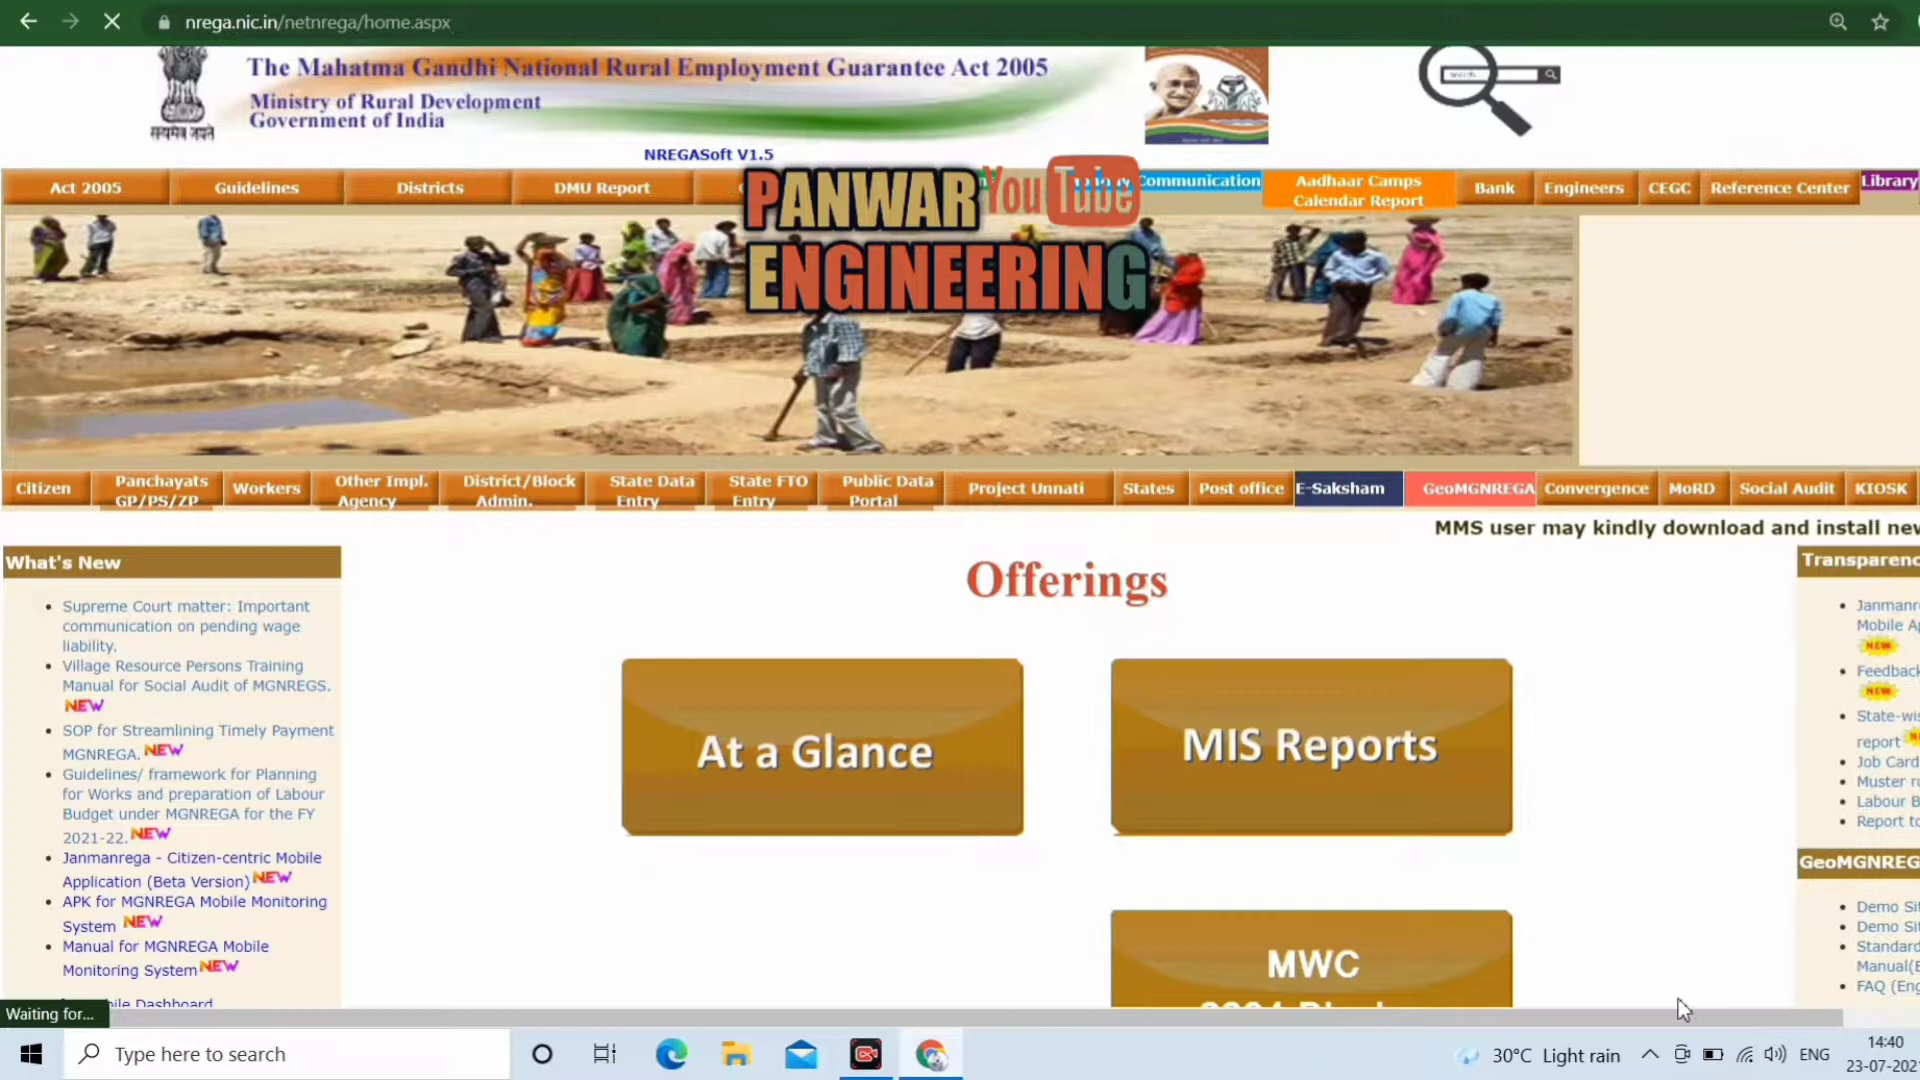 nrega.nic.in/netnrega/home.aspx
The Mahatma Gandhi National Rural Employment Guarantee Act 2005
Ministry of Rural Development
Government of India
सत्यमेव जयते
search
NREGASoft V1.5
Act 2005
Guidelines
Districts
DMU Report
Communication
Aadhaar Camps
Calendar Report
Bank
Engineers
CEGC
Reference Center
Library
PANWAR YouTube
ENGINEERING
Citizen
Panchayats
GP/PS/ZP
Workers
Other Impl.
Agency
District/Block
Admin.
State Data
Entry
State FTO
Entry
Public Data
Portal
Project Unnati
States
Post office
E-Saksham
GeoMGNREGA
Convergence
MoRD
Social Audit
KIOSK
MMS user may kindly download and install
What's New
Supreme Court matter: Important
communication on pending wage
liability.
Village Resource Persons Training
Manual for Social Audit of MGNREGS.
NEW
SOP for Streamlining Timely Payment
MGNREGA. NEW
Guidelines/ framework for Planning
for Works and preparation of Labour
Budget under MGNREGA for the FY
2021-22. NEW
Janmanrega - Citizen-centric Mobile
Application (Beta Version) NEW
APK for MGNREGA Mobile Monitoring
System NEW
Manual for MGNREGA Mobile
Monitoring System NEW
Dashboard
Offerings
At a Glance
MIS Reports
MWC
Transparenc
Janmanr
Mobile
NEW
Feedback
NEW
State-wis
report
Job Card
Muster
Labour
Report
GeoMGNREG
Demo
Demo
Standard
Manual(
FAQ (Eng
Waiting for...
Type here to search
30°C Light rain
ENG
14:40
23-07-202